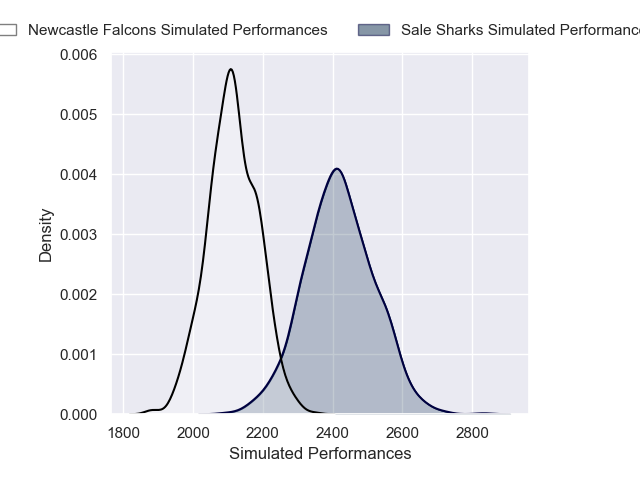 Newcastle Falcons Simulated Performances
Sale Sharks Simulated Performanc
0.006
0.005
0.004
0.003
0.002
0.001
0.000
Density
1800 2000 2200 2400 2600 2800
Simulated Performances